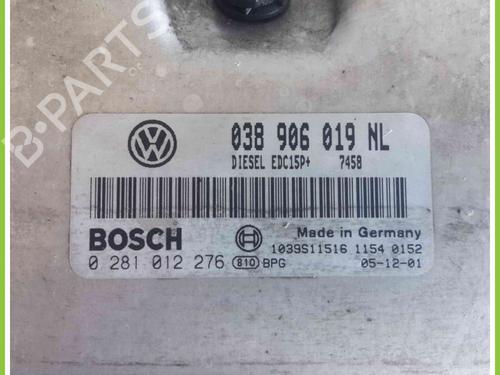 B-PARTS
VW
038 906 019 NL
DIESEL EDC15P+ 7458
BOSCH
Made in Germany
1039S11516 1154 0152
0 281 012 276 810 BPG 05-12-01